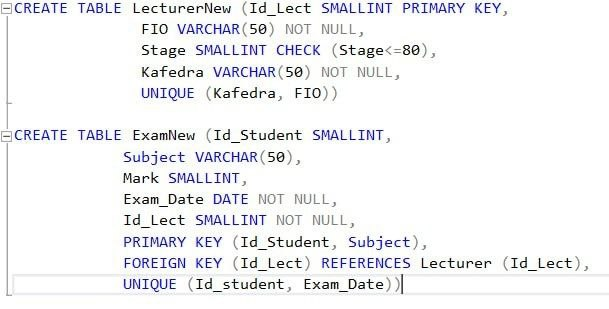 CREATE TABLE LecturerNew (Id_Lect SMALLINT PRIMARY KEY,
FIO VARCHAR(50) NOT NULL,
Stage SMALLINT CHECK (Stage<=80),
Kafedra VARCHAR(50) NOT NULL,
UNIQUE (Kafedra, FIO))
CREATE TABLE ExamNew (Id_Student SMALLINT,
Subject VARCHAR(50),
Mark SMALLINT,
Exam_Date DATE NOT NULL,
Id_Lect SMALLINT NOT NULL,
PRIMARY KEY (Id_Student, Subject),
FOREIGN KEY (Id_Lect) REFERENCES Lecturer (Id_Lect),
UNIQUE (Id_student, Exam_Date))